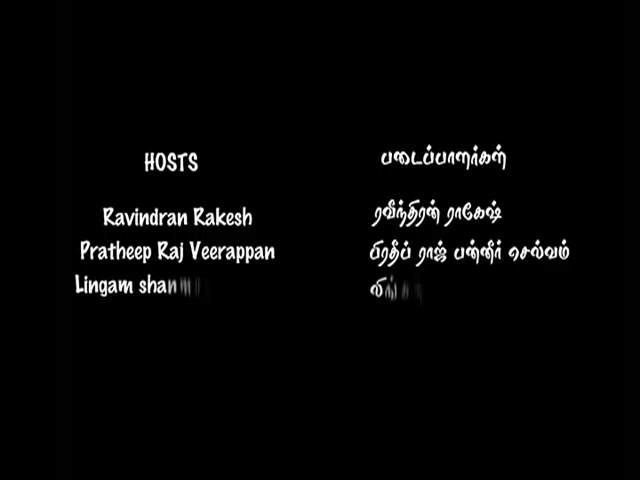 HOSTS
Ravindran Rakesh
Pratheep Raj Veerappan
Lingam
படைப்பாளர்கள்
ரவீந்திரன் ராகேஷ்
பிரதீப் ராஜ் பன்னீர் செல்வம்